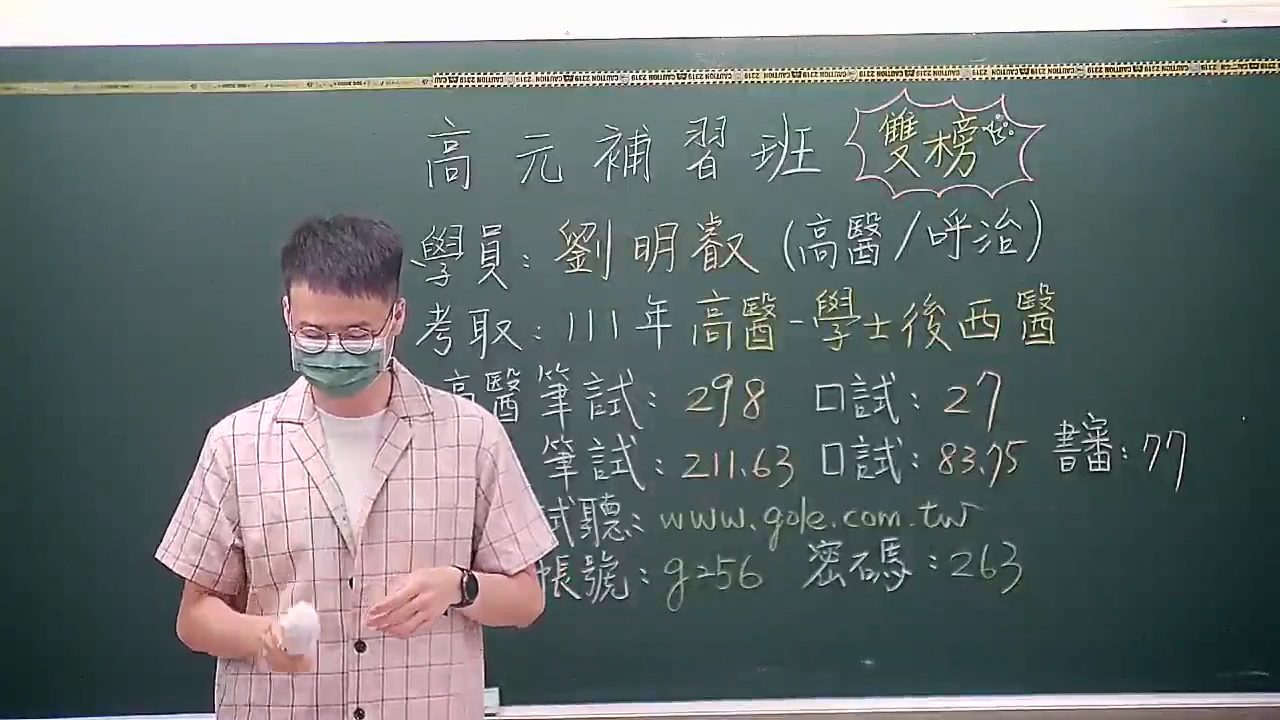 高元補習班 雙榜
學員：劉明叡（高醫/呼治）
考取：111年高醫-學士後西醫
高醫筆試：298 口試：27
筆試：211.63 口試：83.75 書審：77
試聽：www.gole.com.tw
帳號：g256 密碼：263